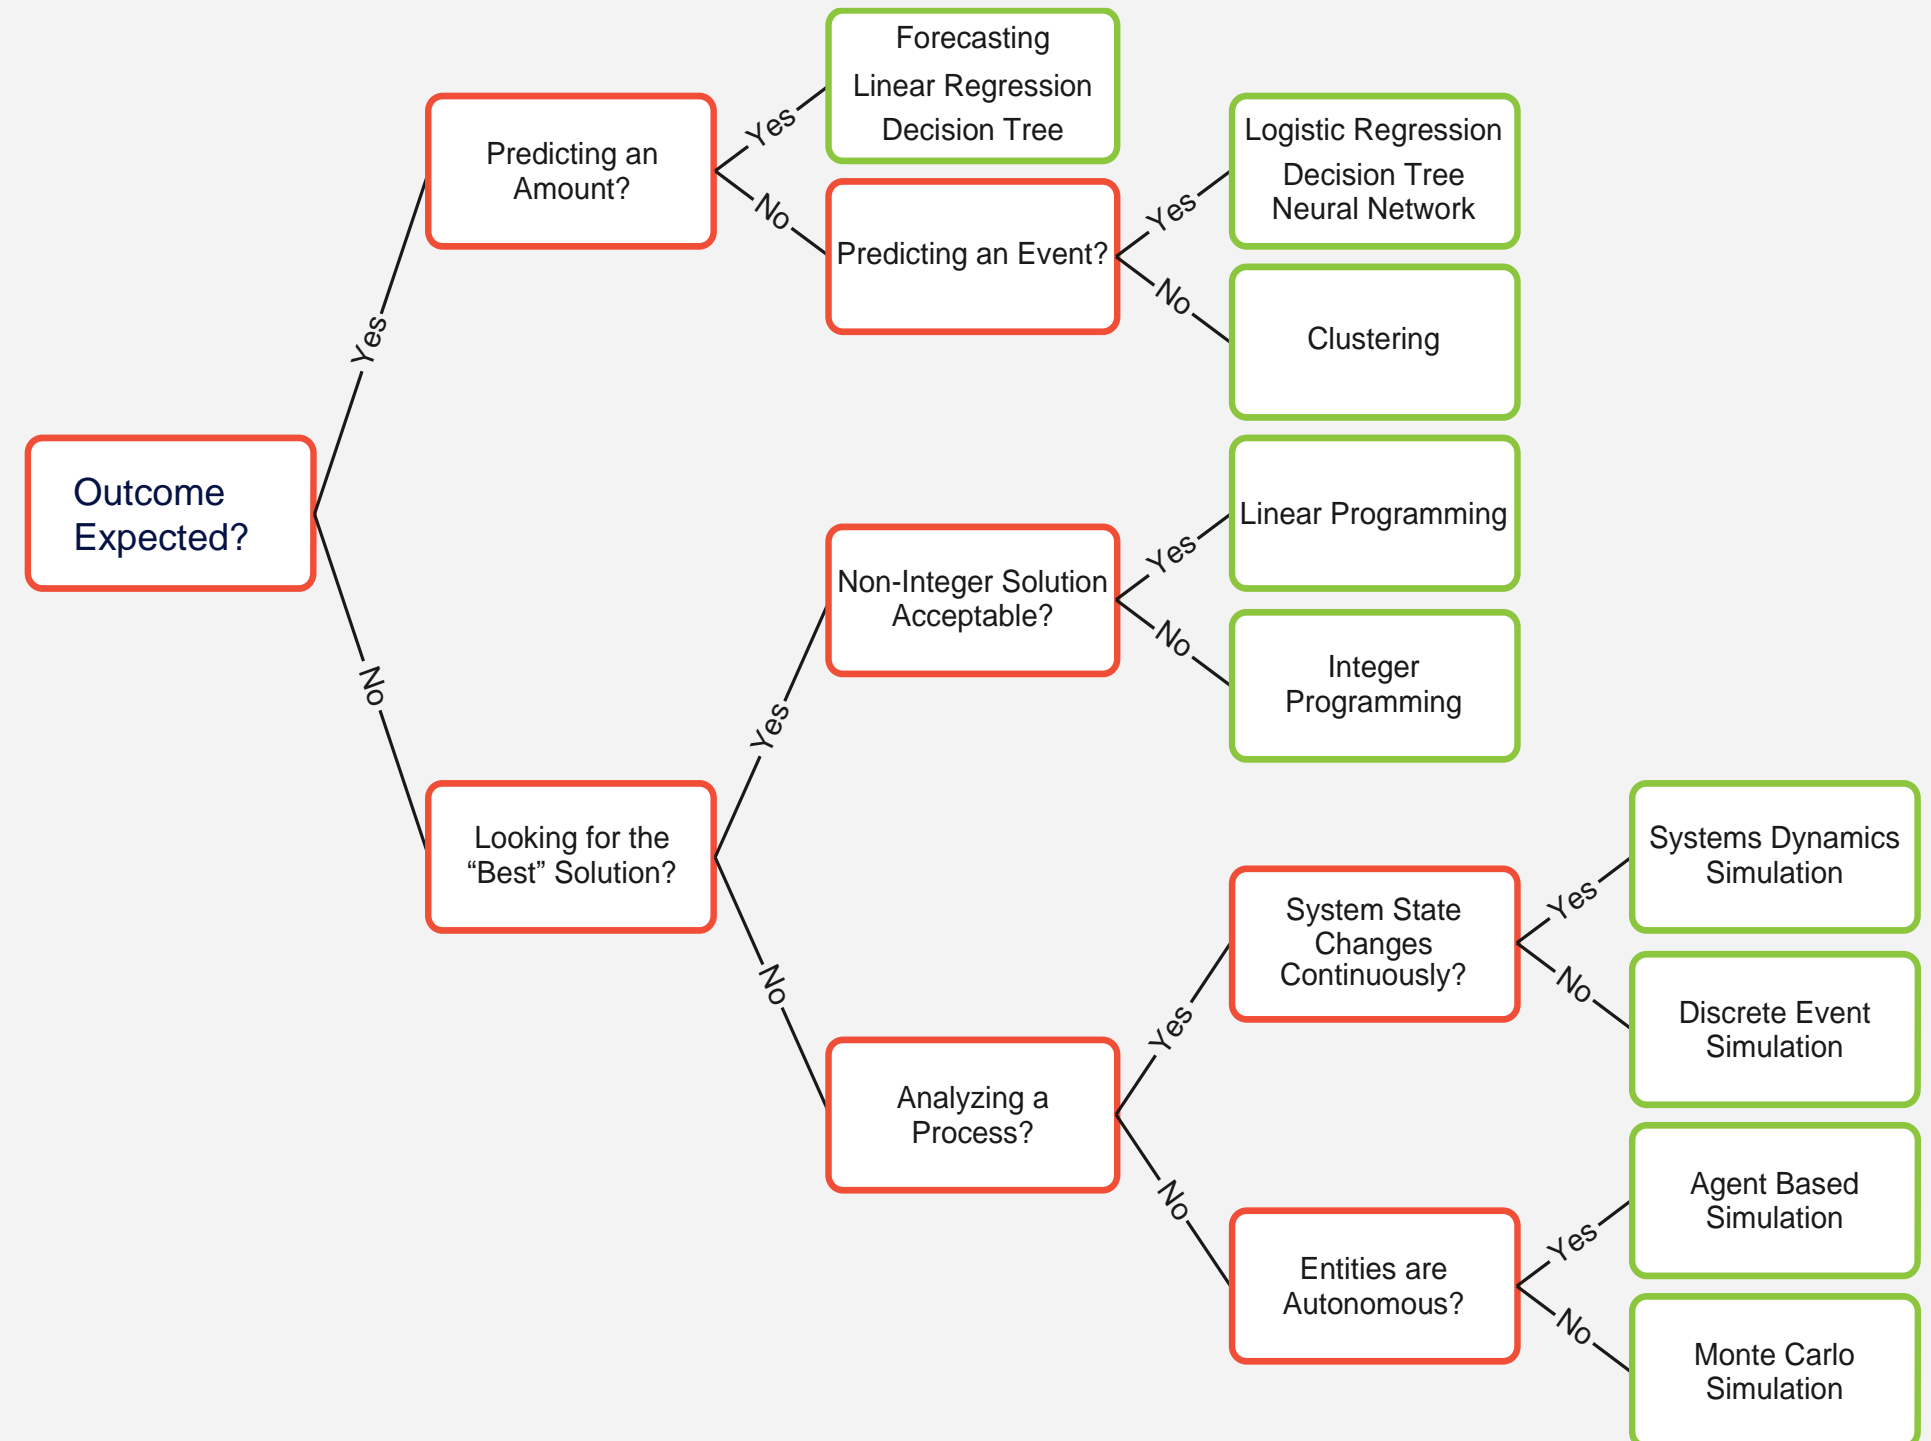 Outcome
Expected?
Yes
No
Predicting an
Amount?
Yes
No
Forecasting
Linear Regression
Decision Tree
Predicting an Event?
Yes
No
Logistic Regression
Decision Tree
Neural Network
Clustering
Looking for the
“Best” Solution?
Yes
No
Non-Integer Solution
Acceptable?
Yes
No
Linear Programming
Integer
Programming
Analyzing a
Process?
Yes
No
System State
Changes
Continuously?
Yes
No
Systems Dynamics
Simulation
Discrete Event
Simulation
Entities are
Autonomous?
Yes
No
Agent Based
Simulation
Monte Carlo
Simulation